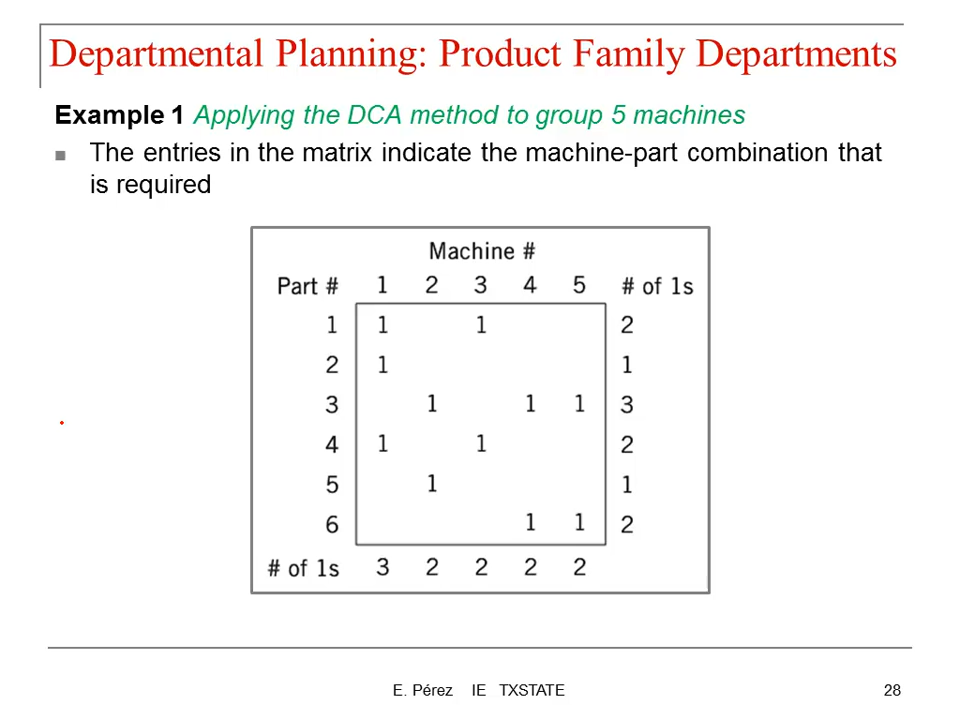 Departmental Planning: Product Family Departments
Example 1 Applying the DCA method to group 5 machines
The entries in the matrix indicate the machine-part combination that
is required
Machine #
Part # 1 2 3 4 5 # of 1s
1 1 1 2
2 1 1
3 1 1 1 3
4 1 1 2
5 1 1
6 1 1 2
# of 1s 3 2 2 2 2
E. Pérez IE TXSTATE 28